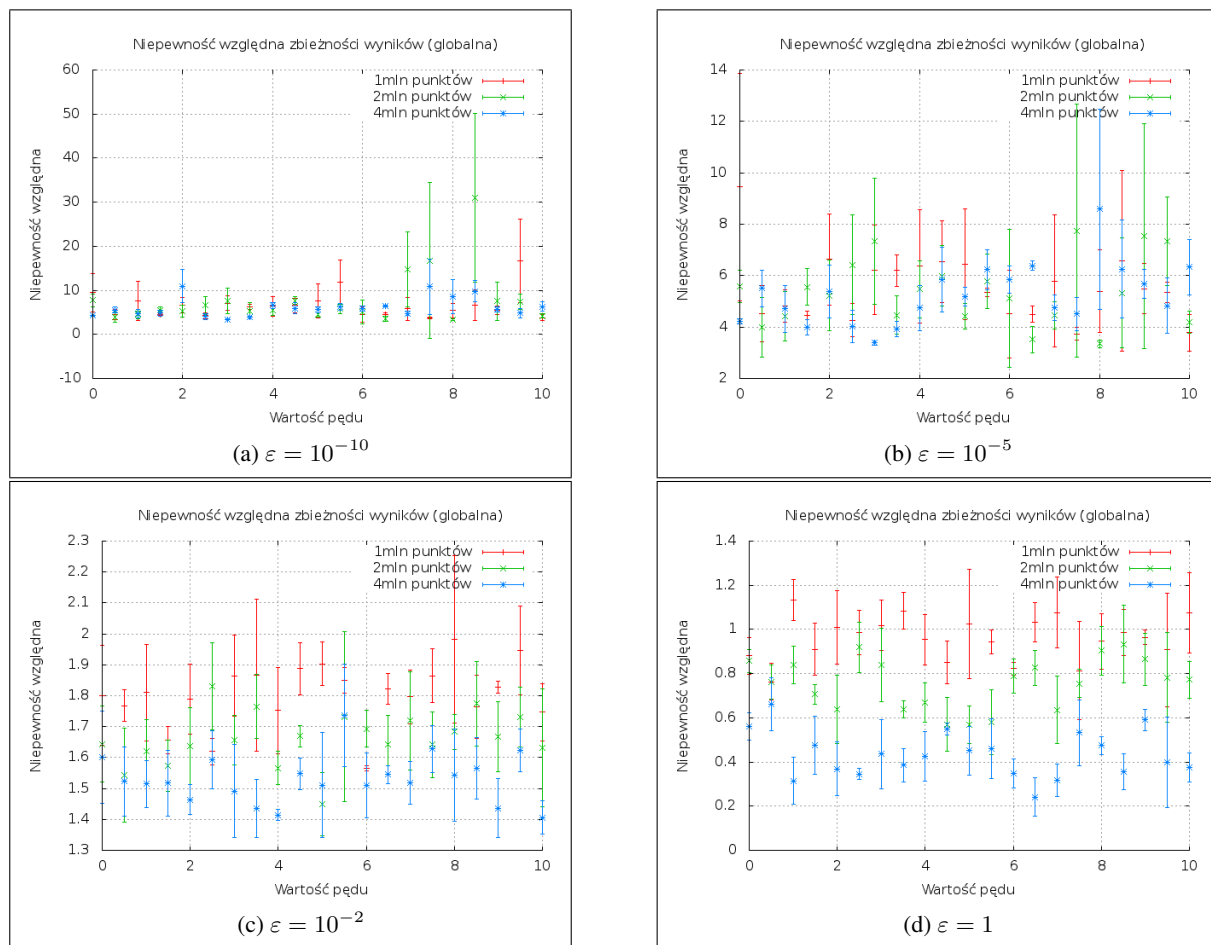 Niepewność względna zbieżności wyników (globalna)
60
50
40
30
20
10
0
-10
0 2 4 6 8 10
Niepewność względna
Wartość pędu
1mln punktów
2mln punktów
4mln punktów
(a) ε = 10⁻¹⁰
Niepewność względna zbieżności wyników (globalna)
14
12
10
8
6
4
2
0 2 4 6 8 10
Niepewność względna
Wartość pędu
1mln punktów
2mln punktów
4mln punktów
(b) ε = 10⁻⁵
Niepewność względna zbieżności wyników (globalna)
2.3
2.2
2.1
2
1.9
1.8
1.7
1.6
1.5
1.4
1.3
0 2 4 6 8 10
Niepewność względna
Wartość pędu
1mln punktów
2mln punktów
4mln punktów
(c) ε = 10⁻²
Niepewność względna zbieżności wyników (globalna)
1.4
1.2
1
0.8
0.6
0.4
0.2
0
0 2 4 6 8 10
Niepewność względna
Wartość pędu
1mln punktów
2mln punktów
4mln punktów
(d) ε = 1